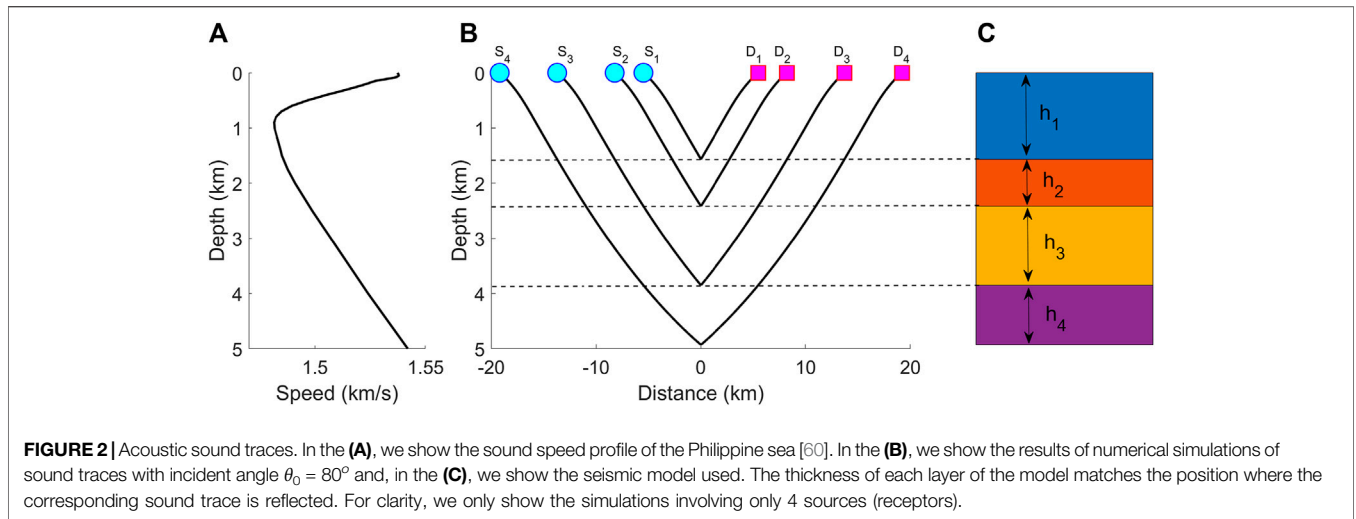 A
B
C
S4 S3 S2 S1 D1 D2 D3 D4
0
1
2
3
4
5
Depth (km)
1.5 1.55
Speed (km/s)
0
1
2
3
4
5
Depth (km)
-20 -10 0 10 20
Distance (km)
h1
h2
h3
h4
FIGURE 2 | Acoustic sound traces. In the (A), we show the sound speed profile of the Philippine sea [60]. In the (B), we show the results of numerical simulations of
sound traces with incident angle θ0 = 80o and, in the (C), we show the seismic model used. The thickness of each layer of the model matches the position where the
corresponding sound trace is reflected. For clarity, we only show the simulations involving only 4 sources (receptors).